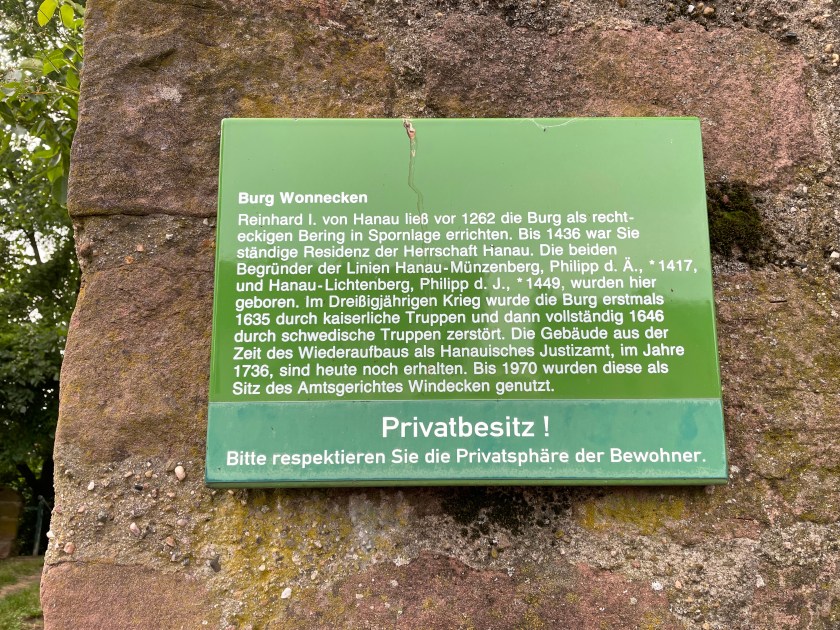 Burg Wonnecken
Reinhard I. von Hanau ließ vor 1262 die Burg als recht-
eckigen Bering in Spornlage errichten. Bis 1436 war Sie
ständige Residenz der Herrschaft Hanau. Die beiden
Begründer der Linien Hanau-Münzenberg, Philipp d. Ä., *1417,
und Hanau-Lichtenberg, Philipp d. J., *1449, wurden hier
geboren. Im Dreißigjährigen Krieg wurde die Burg erstmals
1635 durch kaiserliche Truppen und dann vollständig 1646
durch schwedische Truppen zerstört. Die Gebäude aus der
Zeit des Wiederaufbaus als Hanauisches Justizamt, im Jahre
1736, sind heute noch erhalten. Bis 1970 wurden diese als
Sitz des Amtsgerichtes Windecken genutzt.
Privatbesitz !
Bitte respektieren Sie die Privatsphäre der Bewohner.